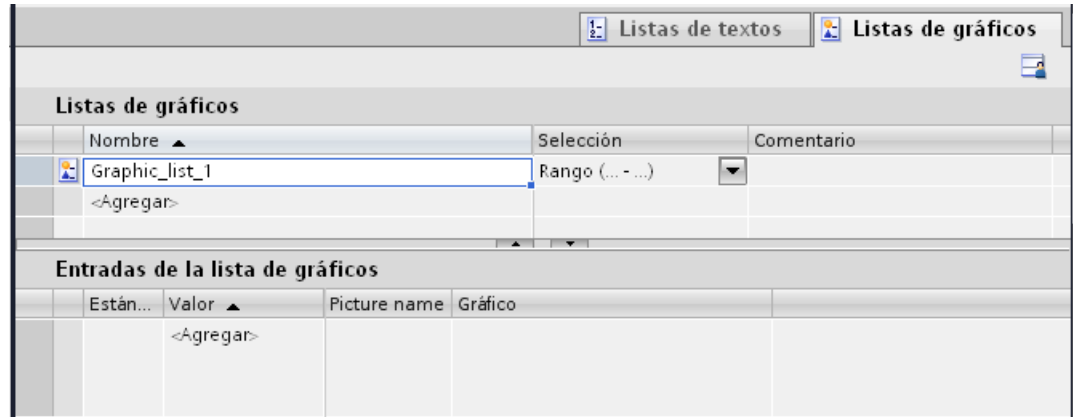 Listas de textos Listas de gráficos
Listas de gráficos
Nombre Selección Comentario
Graphic_list_1 Rango (... - ...)
<Agregar>
Entradas de la lista de gráficos
Están... Valor Picture name Gráfico
<Agregar>